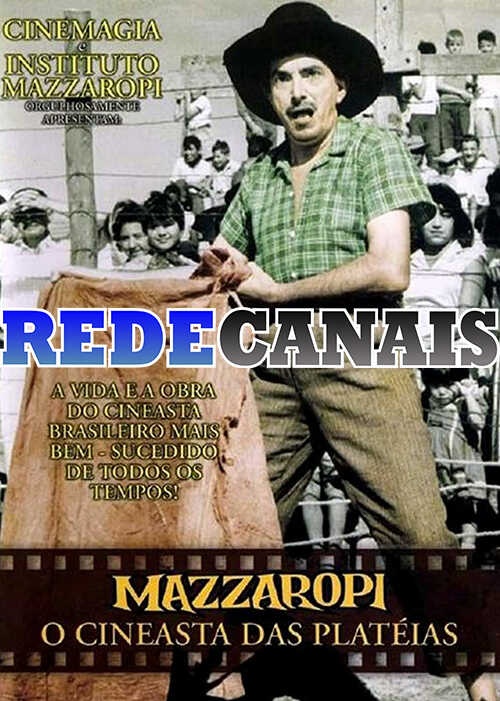 CINEMAGIA
e
INSTITUTO
MAZZAROPI
ORGULHOSAMENTE
APRESENTAM:
REDECANAIS
A VIDA E A OBRA
DO CINEASTA
BRASILEIRO MAIS
BEM - SUCEDIDO
DE TODOS OS
TEMPOS!
MAZZAROPI
O CINEASTA DAS PLATÉIAS